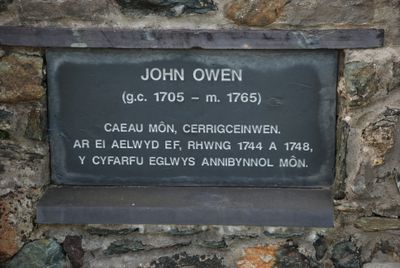 JOHN OWEN
(g.c. 1705 – m. 1765)
CAEAU MÔN, CERRIGCEINWEN.
AR EI AELWYD EF, RHWNG 1744 A 1748,
Y CYFARFU EGLWYS ANNIBYNNOL MÔN.